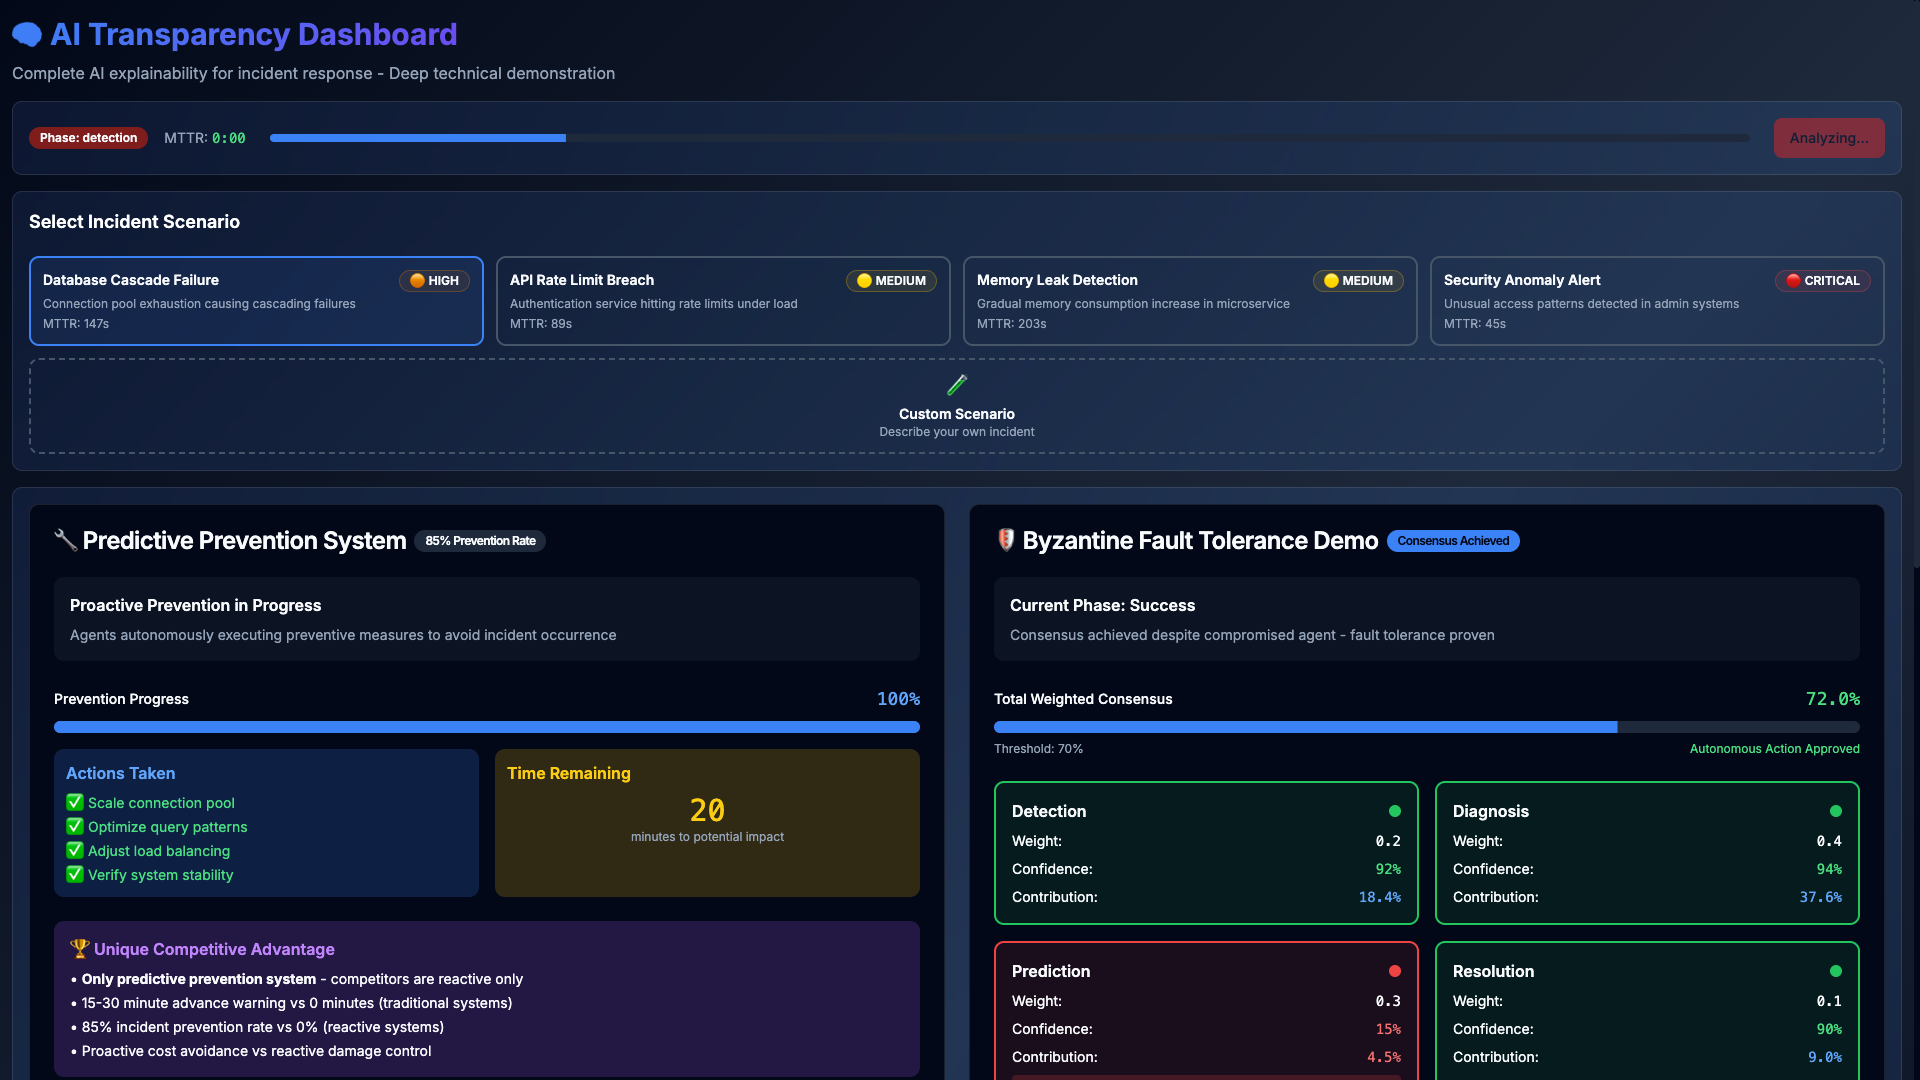 AI Transparency Dashboard
Complete AI explainability for incident response - Deep technical demonstration
Phase: detection
MTTR: 0:00
Analyzing...
Select Incident Scenario
Database Cascade Failure
HIGH
Connection pool exhaustion causing cascading failures
MTTR: 147s
API Rate Limit Breach
MEDIUM
Authentication service hitting rate limits under load
MTTR: 89s
Memory Leak Detection
MEDIUM
Gradual memory consumption increase in microservice
MTTR: 203s
Security Anomaly Alert
CRITICAL
Unusual access patterns detected in admin systems
MTTR: 45s
Custom Scenario
Describe your own incident
Predictive Prevention System
85% Prevention Rate
Proactive Prevention in Progress
Agents autonomously executing preventive measures to avoid incident occurrence
Prevention Progress
100%
Actions Taken
✅ Scale connection pool
✅ Optimize query patterns
✅ Adjust load balancing
✅ Verify system stability
Time Remaining
20
minutes to potential impact
Unique Competitive Advantage
• Only predictive prevention system - competitors are reactive only
• 15-30 minute advance warning vs 0 minutes (traditional systems)
• 85% incident prevention rate vs 0% (reactive systems)
• Proactive cost avoidance vs reactive damage control
Byzantine Fault Tolerance Demo
Consensus Achieved
Current Phase: Success
Consensus achieved despite compromised agent - fault tolerance proven
Total Weighted Consensus
72.0%
Threshold: 70%
Autonomous Action Approved
Detection
Weight: 0.2
Confidence: 92%
Contribution: 18.4%
Diagnosis
Weight: 0.4
Confidence: 94%
Contribution: 37.6%
Prediction
Weight: 0.3
Confidence: 15%
Contribution: 4.5%
Resolution
Weight: 0.1
Confidence: 90%
Contribution: 9.0%